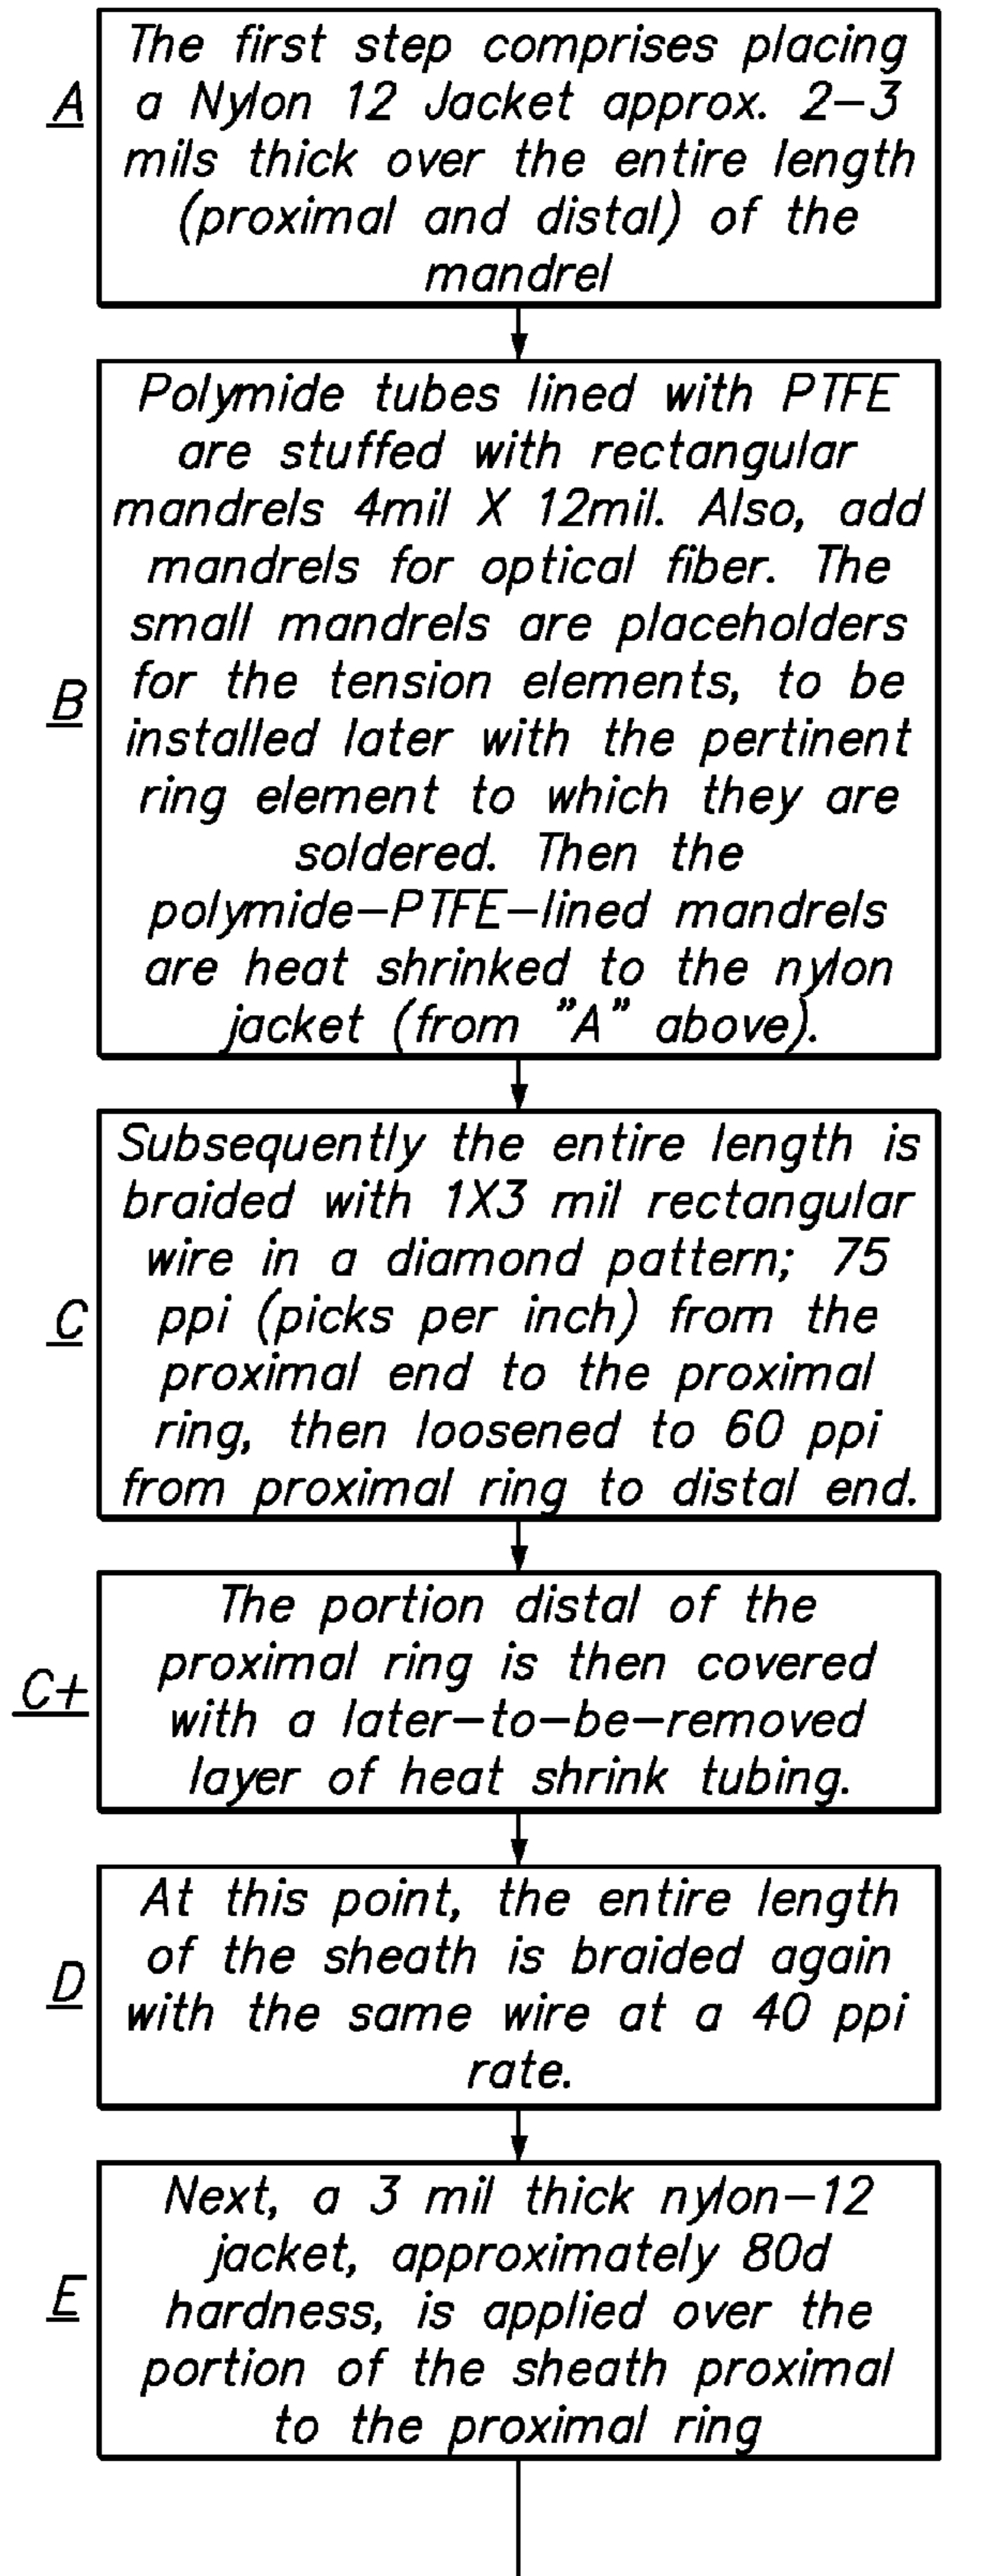 A
The first step comprises placing
a Nylon 12 Jacket approx. 2-3
mils thick over the entire length
(proximal and distal) of the
mandrel
B
Polymide tubes lined with PTFE
are stuffed with rectangular
mandrels 4mil X 12mil. Also, add
mandrels for optical fiber. The
small mandrels are placeholders
for the tension elements, to be
installed later with the pertinent
ring element to which they are
soldered. Then the
polymide-PTFE-lined mandrels
are heat shrinked to the nylon
jacket (from "A" above).
C
Subsequently the entire length is
braided with 1X3 mil rectangular
wire in a diamond pattern; 75
ppi (picks per inch) from the
proximal end to the proximal
ring, then loosened to 60 ppi
from proximal ring to distal end.
C+
The portion distal of the
proximal ring is then covered
with a later-to-be-removed
layer of heat shrink tubing.
D
At this point, the entire length
of the sheath is braided again
with the same wire at a 40 ppi
rate.
E
Next, a 3 mil thick nylon-12
jacket, approximately 80d
hardness, is applied over the
portion of the sheath proximal
to the proximal ring